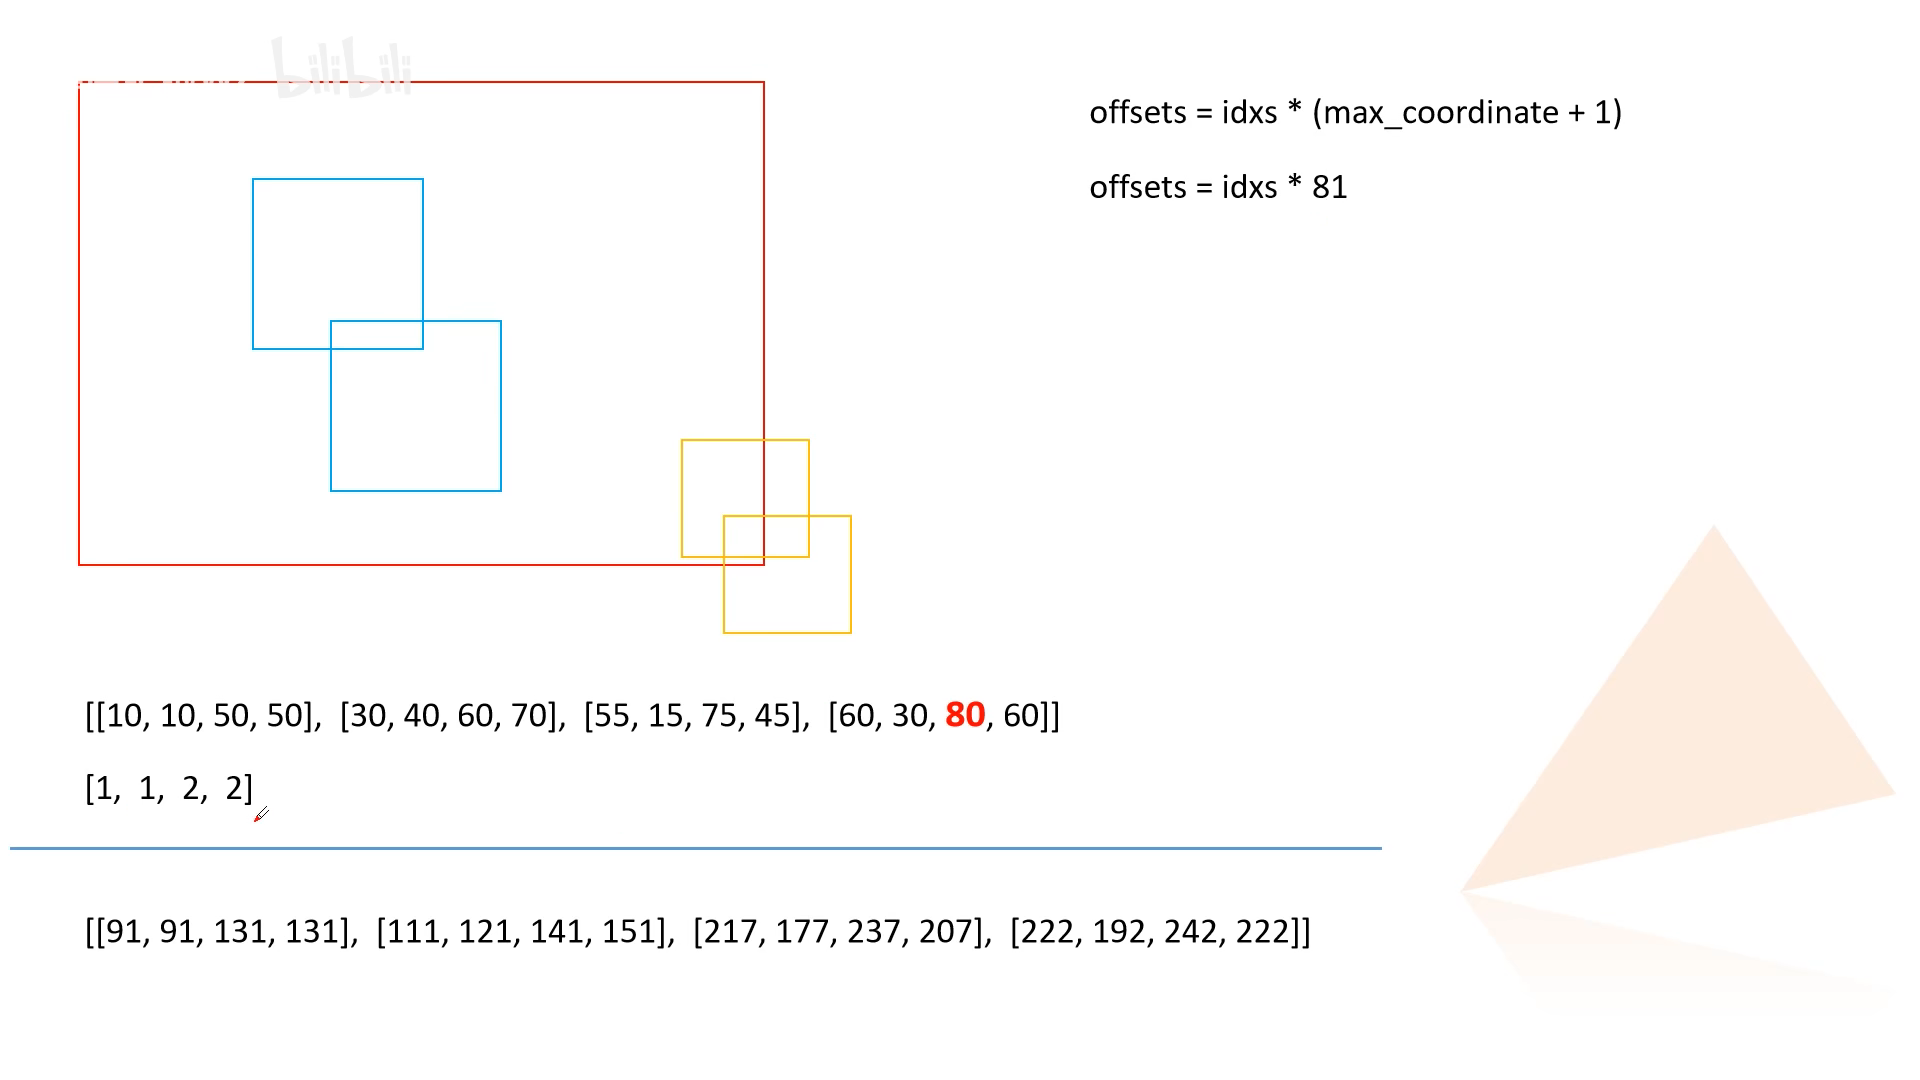 bilibili
offsets = idxs * (max_coordinate + 1)
offsets = idxs * 81
[[10, 10, 50, 50], [30, 40, 60, 70], [55, 15, 75, 45], [60, 30, 80, 60]]
[1, 1, 2, 2]
[[91, 91, 131, 131], [111, 121, 141, 151], [217, 177, 237, 207], [222, 192, 242, 222]]